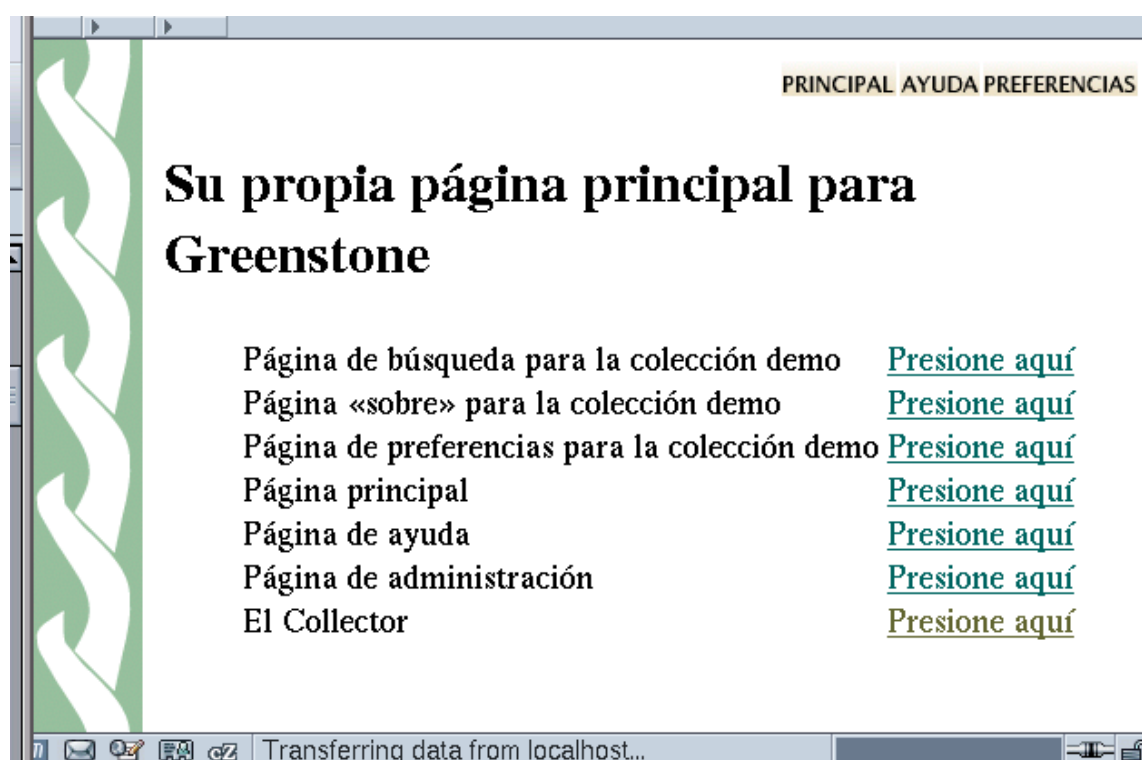 PRINCIPAL AYUDA PREFERENCIAS
Su propia página principal para
Greenstone
Página de búsqueda para la colección demo Presione aquí
Página «sobre» para la colección demo Presione aquí
Página de preferencias para la colección demo Presione aquí
Página principal Presione aquí
Página de ayuda Presione aquí
Página de administración Presione aquí
El Collector Presione aquí
Transferring data from localhost...